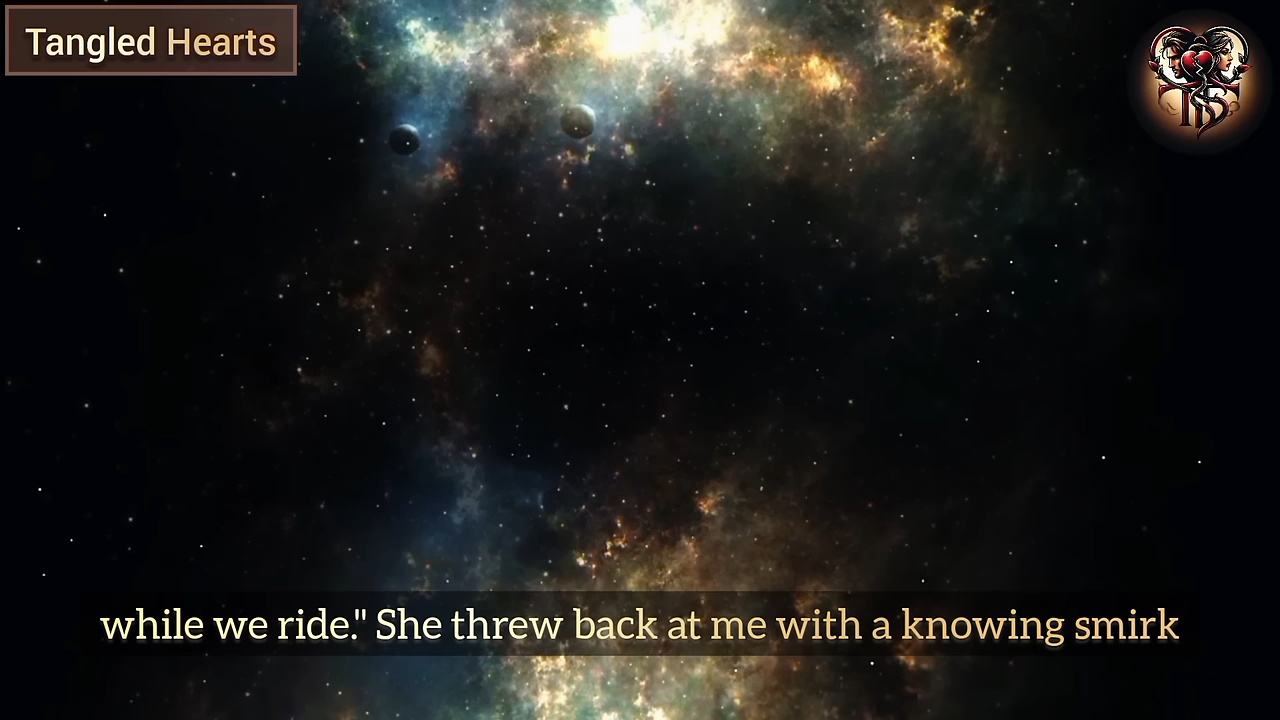 Tangled Hearts
while we ride." She threw back at me with a knowing smirk